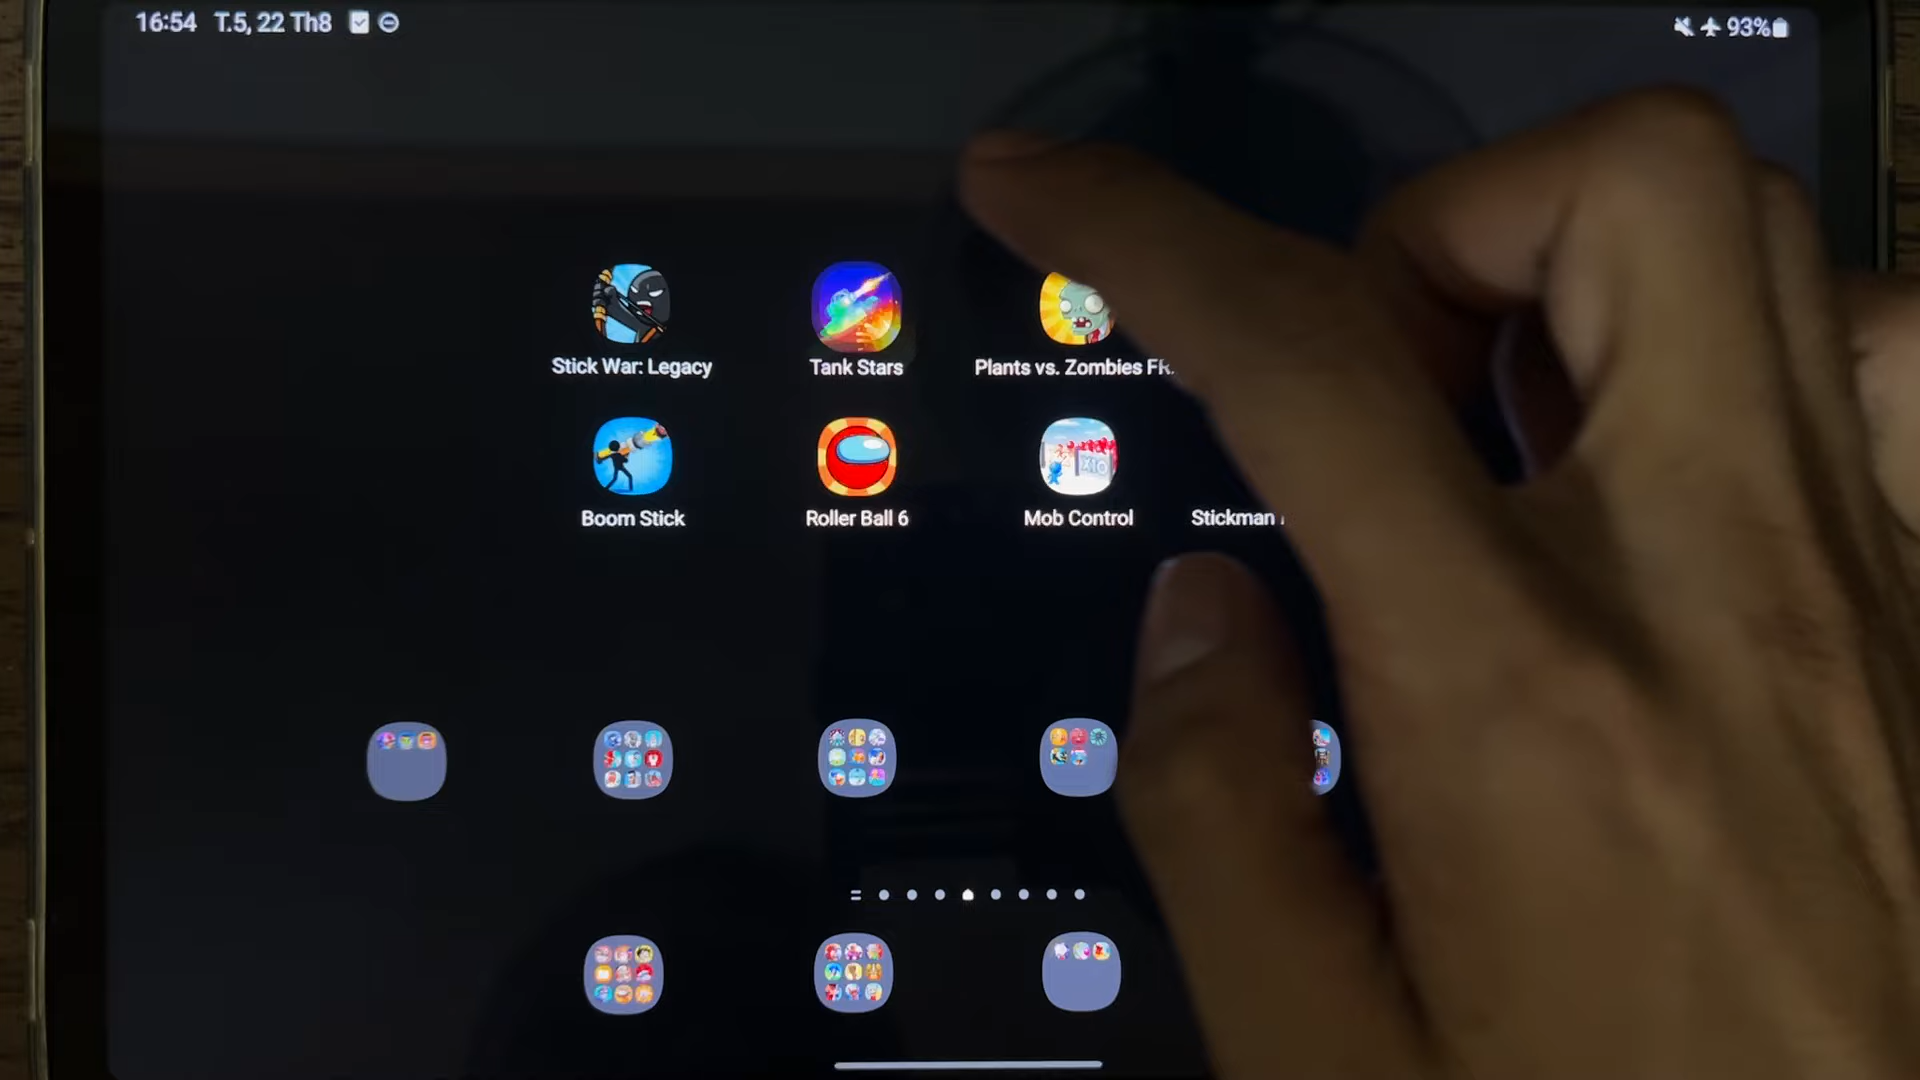 16:54 T.5, 22 Th8
93%
Stick War: Legacy
Tank Stars
Plants vs. Zombies FR.
Boom Stick
Roller Ball 6
Mob Control
Stickman
X10